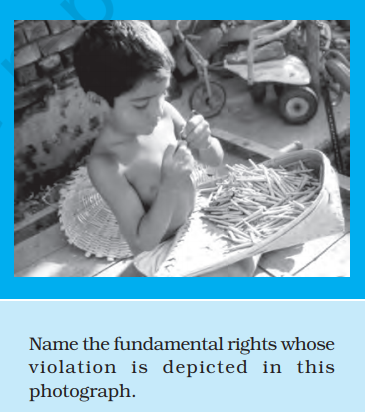 Name the fundamental rights whose
violation is depicted in this
photograph.